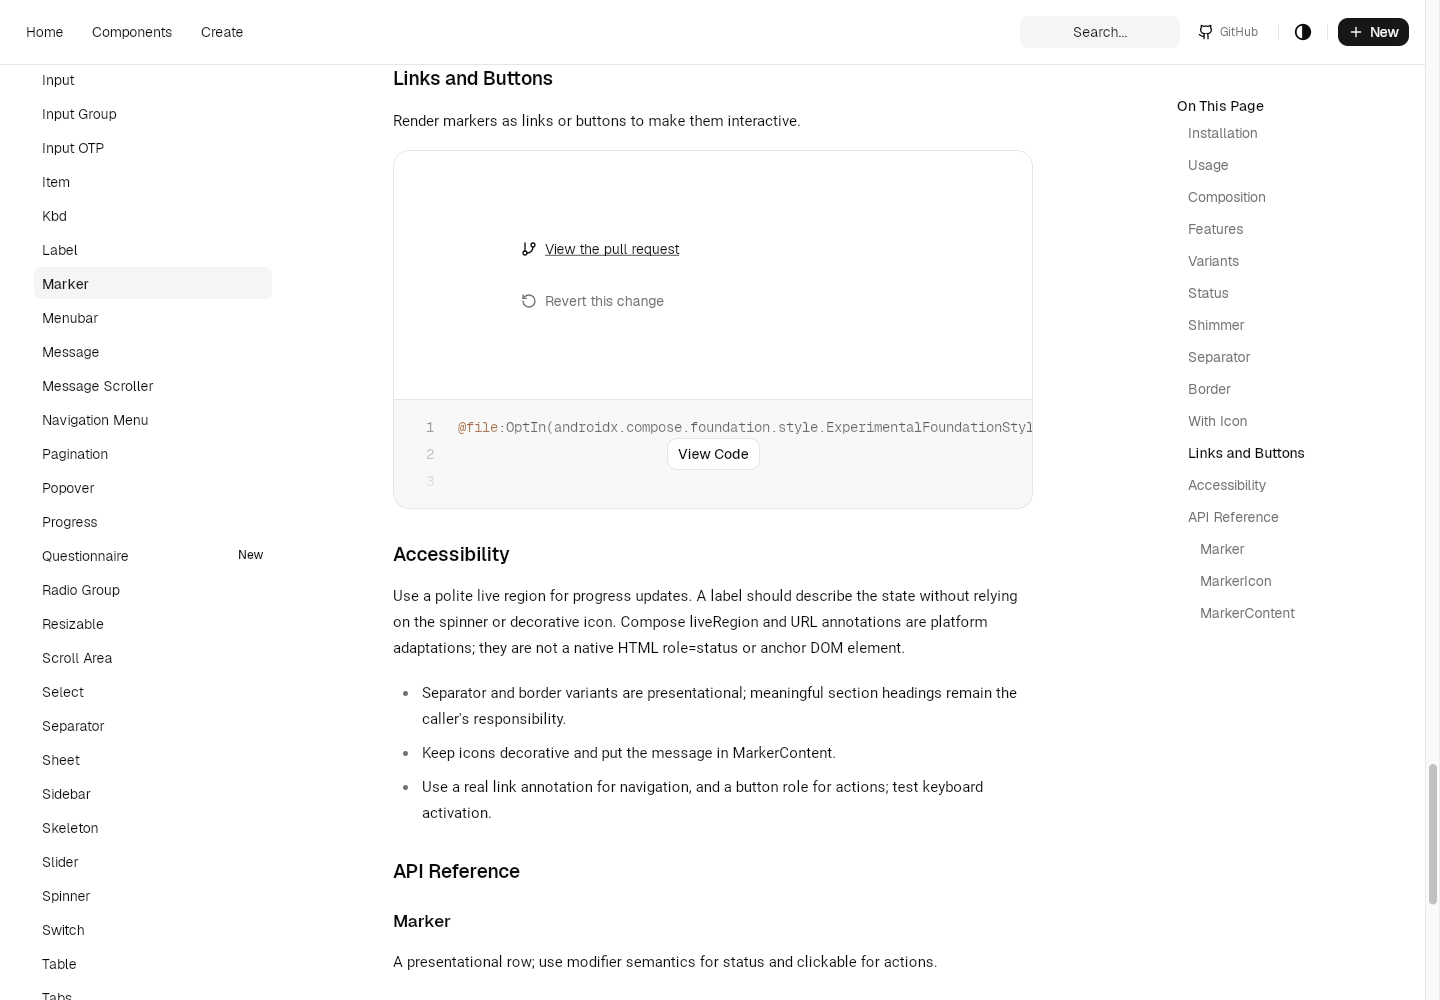 Home
Components
Create
Search...
GitHub
New
Input
Input Group
Input OTP
Item
Kbd
Label
Marker
Menubar
Message
Message Scroller
Navigation Menu
Pagination
Popover
Progress
Questionnaire New
Radio Group
Resizable
Scroll Area
Select
Separator
Sheet
Sidebar
Skeleton
Slider
Spinner
Switch
Table
Tabs
Links and Buttons
Render markers as links or buttons to make them interactive.
View the pull request
Revert this change
1 @file:OptIn(androidx.compose.foundation.style.ExperimentalFoundationStyl
2
View Code
3
Accessibility
Use a polite live region for progress updates. A label should describe the state without relying
on the spinner or decorative icon. Compose liveRegion and URL annotations are platform
adaptations; they are not a native HTML role=status or anchor DOM element.
Separator and border variants are presentational; meaningful section headings remain the
caller's responsibility.
Keep icons decorative and put the message in MarkerContent.
Use a real link annotation for navigation, and a button role for actions; test keyboard
activation.
API Reference
Marker
A presentational row; use modifier semantics for status and clickable for actions.
On This Page
Installation
Usage
Composition
Features
Variants
Status
Shimmer
Separator
Border
With Icon
Links and Buttons
Accessibility
API Reference
Marker
MarkerIcon
MarkerContent